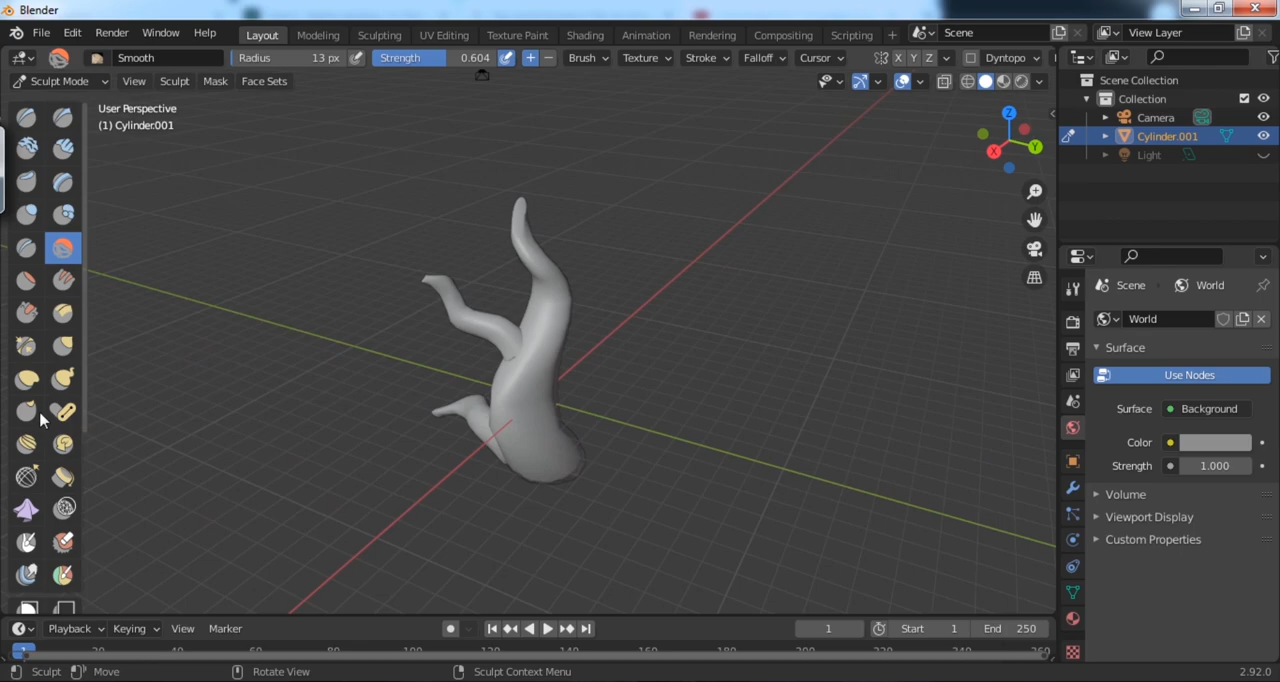 Blender
File Edit Render Window Help Layout Modeling Sculpting UV Editing Texture Paint Shading Animation Rendering Compositing Scripting + Scene View Layer
Smooth Radius 13 px Strength 0.604 + − Brush Texture Stroke Falloff Cursor X Y Z Dyntopo
Sculpt Mode View Sculpt Mask Face Sets
User Perspective
(1) Cylinder.001
Z
X
Y
Scene Collection
Collection
Camera
Cylinder.001
Light
Scene World
World
Surface
Use Nodes
Surface Background
Color
Strength 1.000
Volume
Viewport Display
Custom Properties
Playback Keying View Marker 1 Start 1 End 250
1
Sculpt Move Rotate View Sculpt Context Menu 2.92.0